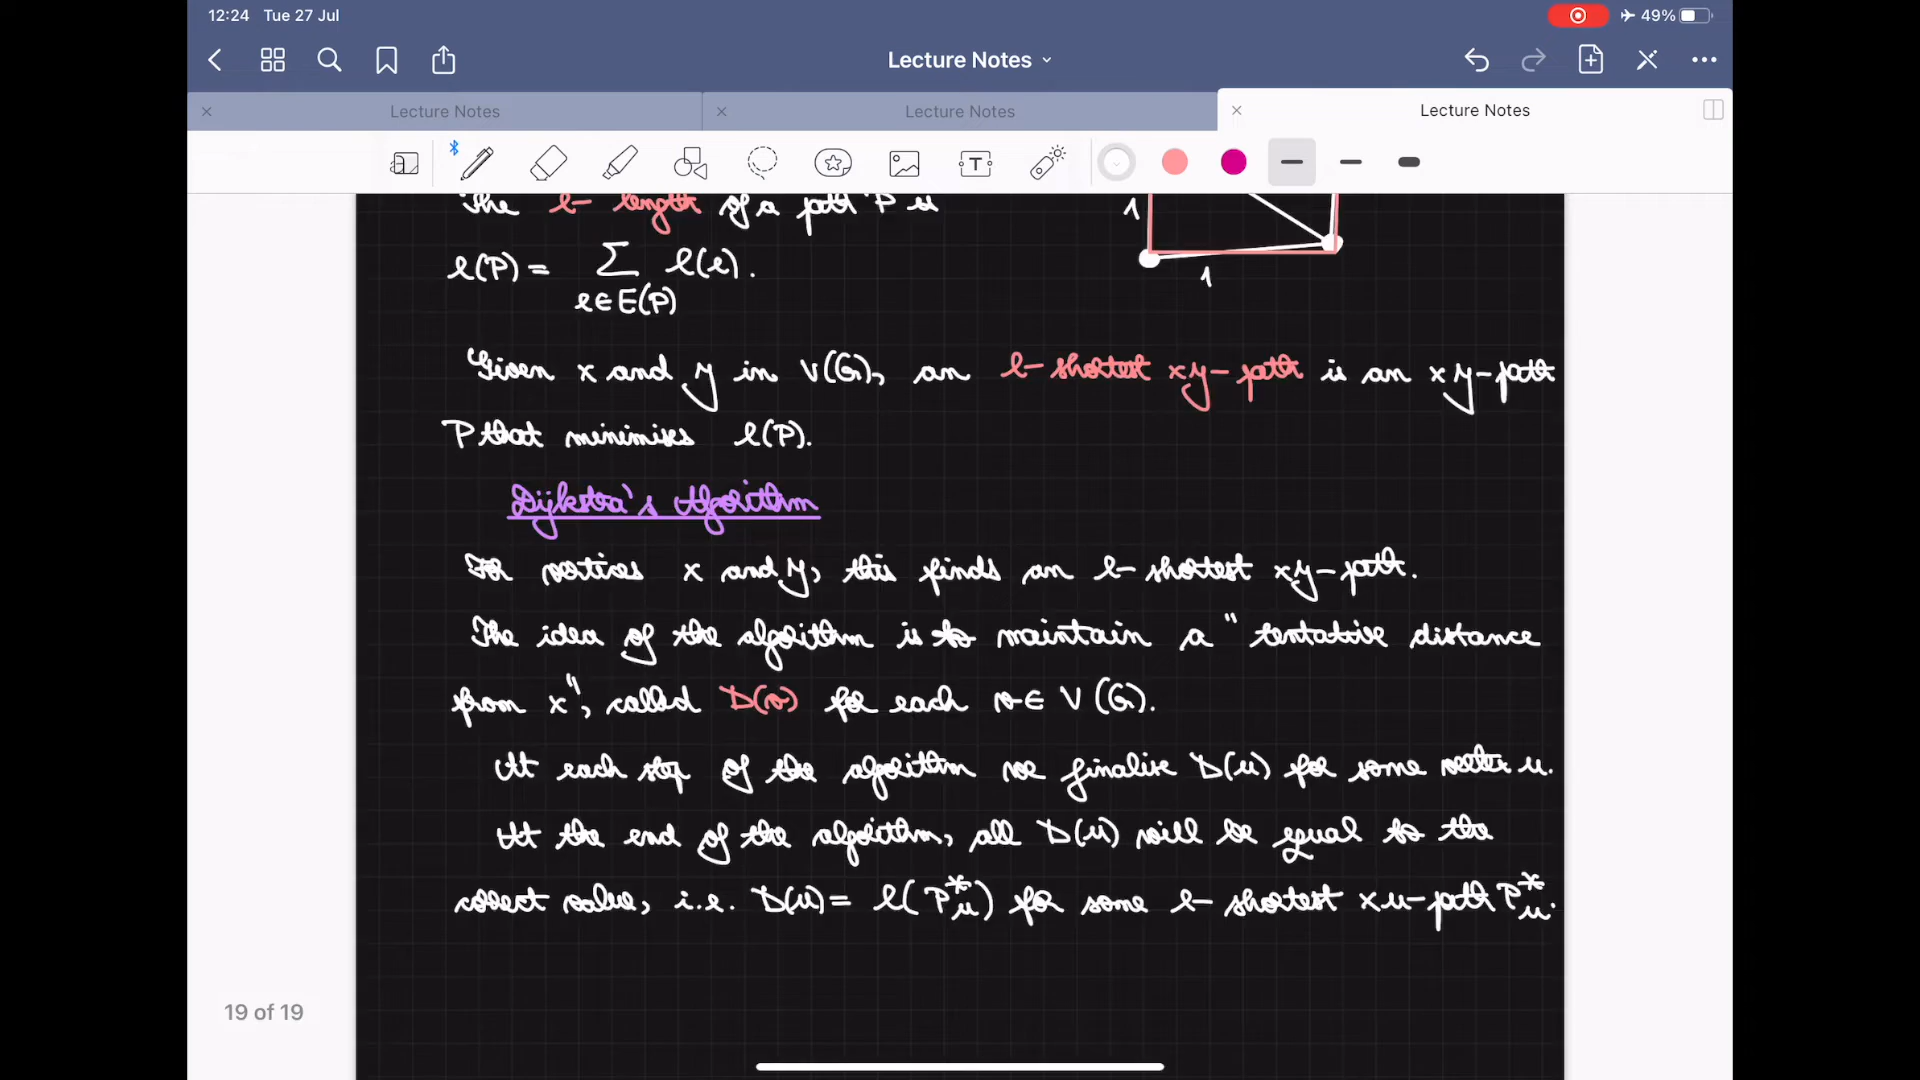 12:24 Tue 27 Jul
49%
Lecture Notes
Lecture Notes
Lecture Notes
Lecture Notes
The l- length of a path P is
l(P) = Σ l(e).
e∈E(P)
1
1
Given x and y in V(G), an l-shortest xy-path is an xy-path
P that minimises l(P).
Dijkstra's Algorithm
For vertices x and y, this finds an l-shortest xy-path.
The idea of the algorithm is to maintain a "tentative distance
from x", called D(v) for each v∈ V(G).
At each step of the algorithm we finalise D(u) for some vertex u.
At the end of the algorithm, all D(u) will be equal to the
correct value, i.e. D(u)= l(P*u) for some l-shortest xu-path P*u.
19 of 19